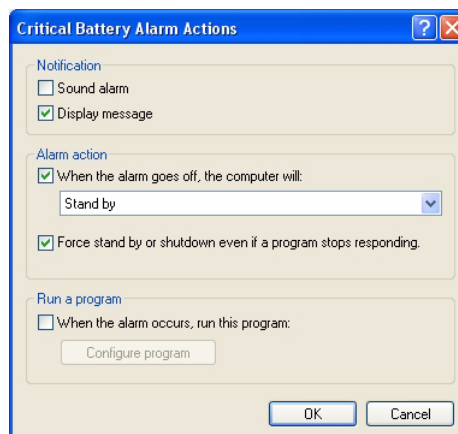 Critical Battery Alarm Actions
Notification
Sound alarm
Display message
Alarm action
When the alarm goes off, the computer will:
Stand by
Force stand by or shutdown even if a program stops responding.
Run a program
When the alarm occurs, run this program:
Configure program
OK Cancel